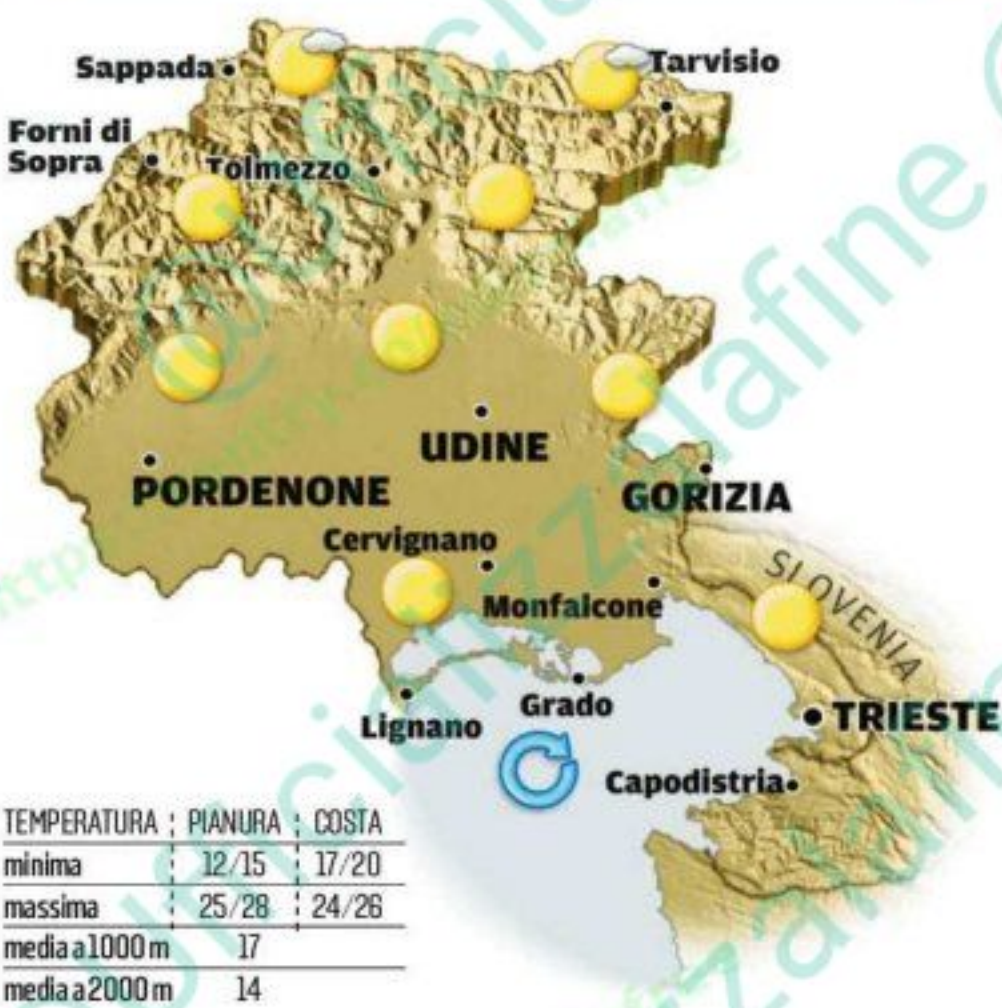 Sappada
Tarvisio
Forni di
Sopra
Tolmezzo
UDINE
PORDENONE
GORIZIA
Cervignano
SLOVENIA
Monfalcone
Grado
Lignano
TRIESTE
Capodistria
TEMPERATURA PIANURA COSTA
minima 12/15 17/20
massima 25/28 24/26
media a 1000 m 17
media a 2000 m 14